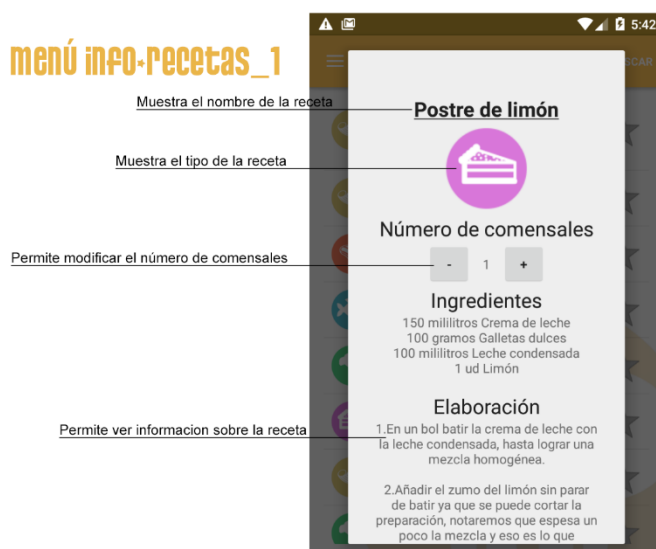 5:42
menú info·recetas_1
SCAR
Muestra el nombre de la receta
Postre de limón
Muestra el tipo de la receta
Número de comensales
Permite modificar el número de comensales
- 1 +
Ingredientes
150 mililitros Crema de leche
100 gramos Galletas dulces
100 mililitros Leche condensada
1 ud Limón
Elaboración
Permite ver informacion sobre la receta
1.En un bol batir la crema de leche con
la leche condensada, hasta lograr una
mezcla homogénea.
2.Añadir el zumo del limón sin parar
de batir ya que se puede cortar la
preparación, notaremos que espesa un
poco la mezcla y eso es lo que